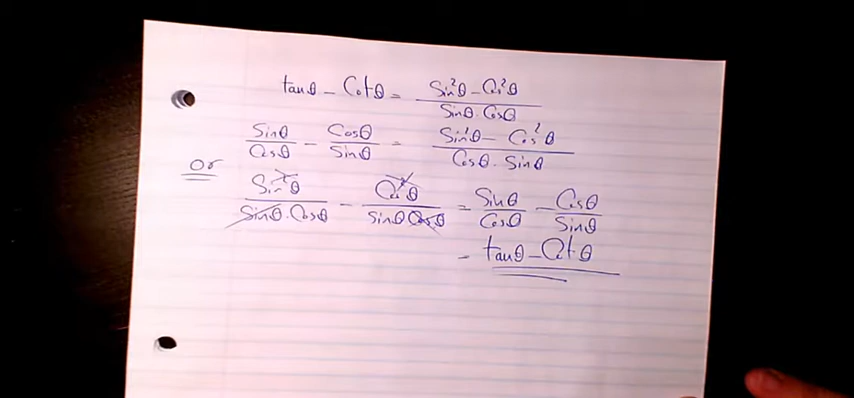 tanθ - Cotθ = (Sin²θ - Cos²θ)/(Sinθ · Cosθ)
Sinθ/Cosθ - Cosθ/Sinθ = (Sin²θ - Cos²θ)/(Cosθ · Sinθ)
or
Sin²θ/(Sinθ · Cosθ) - Cos²θ/(Sinθ Cosθ) = Sinθ/Cosθ - Cosθ/Sinθ
= tanθ - Cotθ